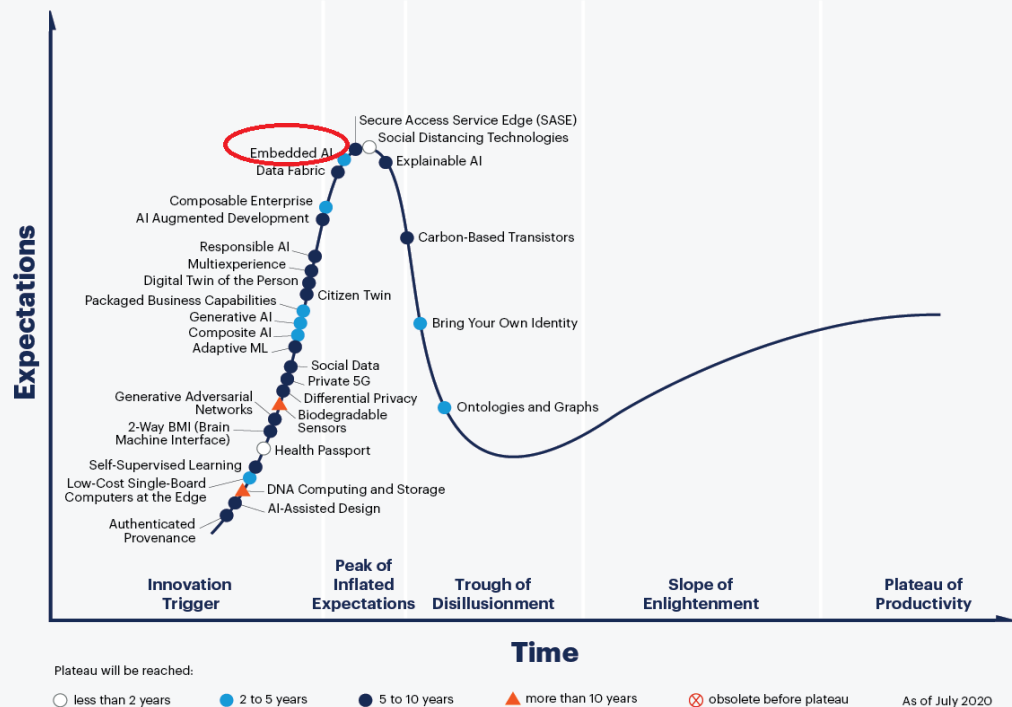 Secure Access Service Edge (SASE)
Social Distancing Technologies
Embedded AI
Explainable AI
Data Fabric
Composable Enterprise
AI Augmented Development
Carbon-Based Transistors
Responsible AI
Multiexperience
Digital Twin of the Person
Citizen Twin
Packaged Business Capabilities
Generative AI
Bring Your Own Identity
Composite AI
Adaptive ML
Social Data
Private 5G
Differential Privacy
Generative Adversarial
Networks
Biodegradable
Sensors
Ontologies and Graphs
2-Way BMI (Brain
Machine Interface)
Health Passport
Self-Supervised Learning
Low-Cost Single-Board
Computers at the Edge
DNA Computing and Storage
AI-Assisted Design
Authenticated
Provenance
Expectations
Innovation
Trigger
Peak of
Inflated
Expectations
Trough of
Disillusionment
Slope of
Enlightenment
Plateau of
Productivity
Time
Plateau will be reached:
less than 2 years
2 to 5 years
5 to 10 years
more than 10 years
obsolete before plateau
As of July 2020